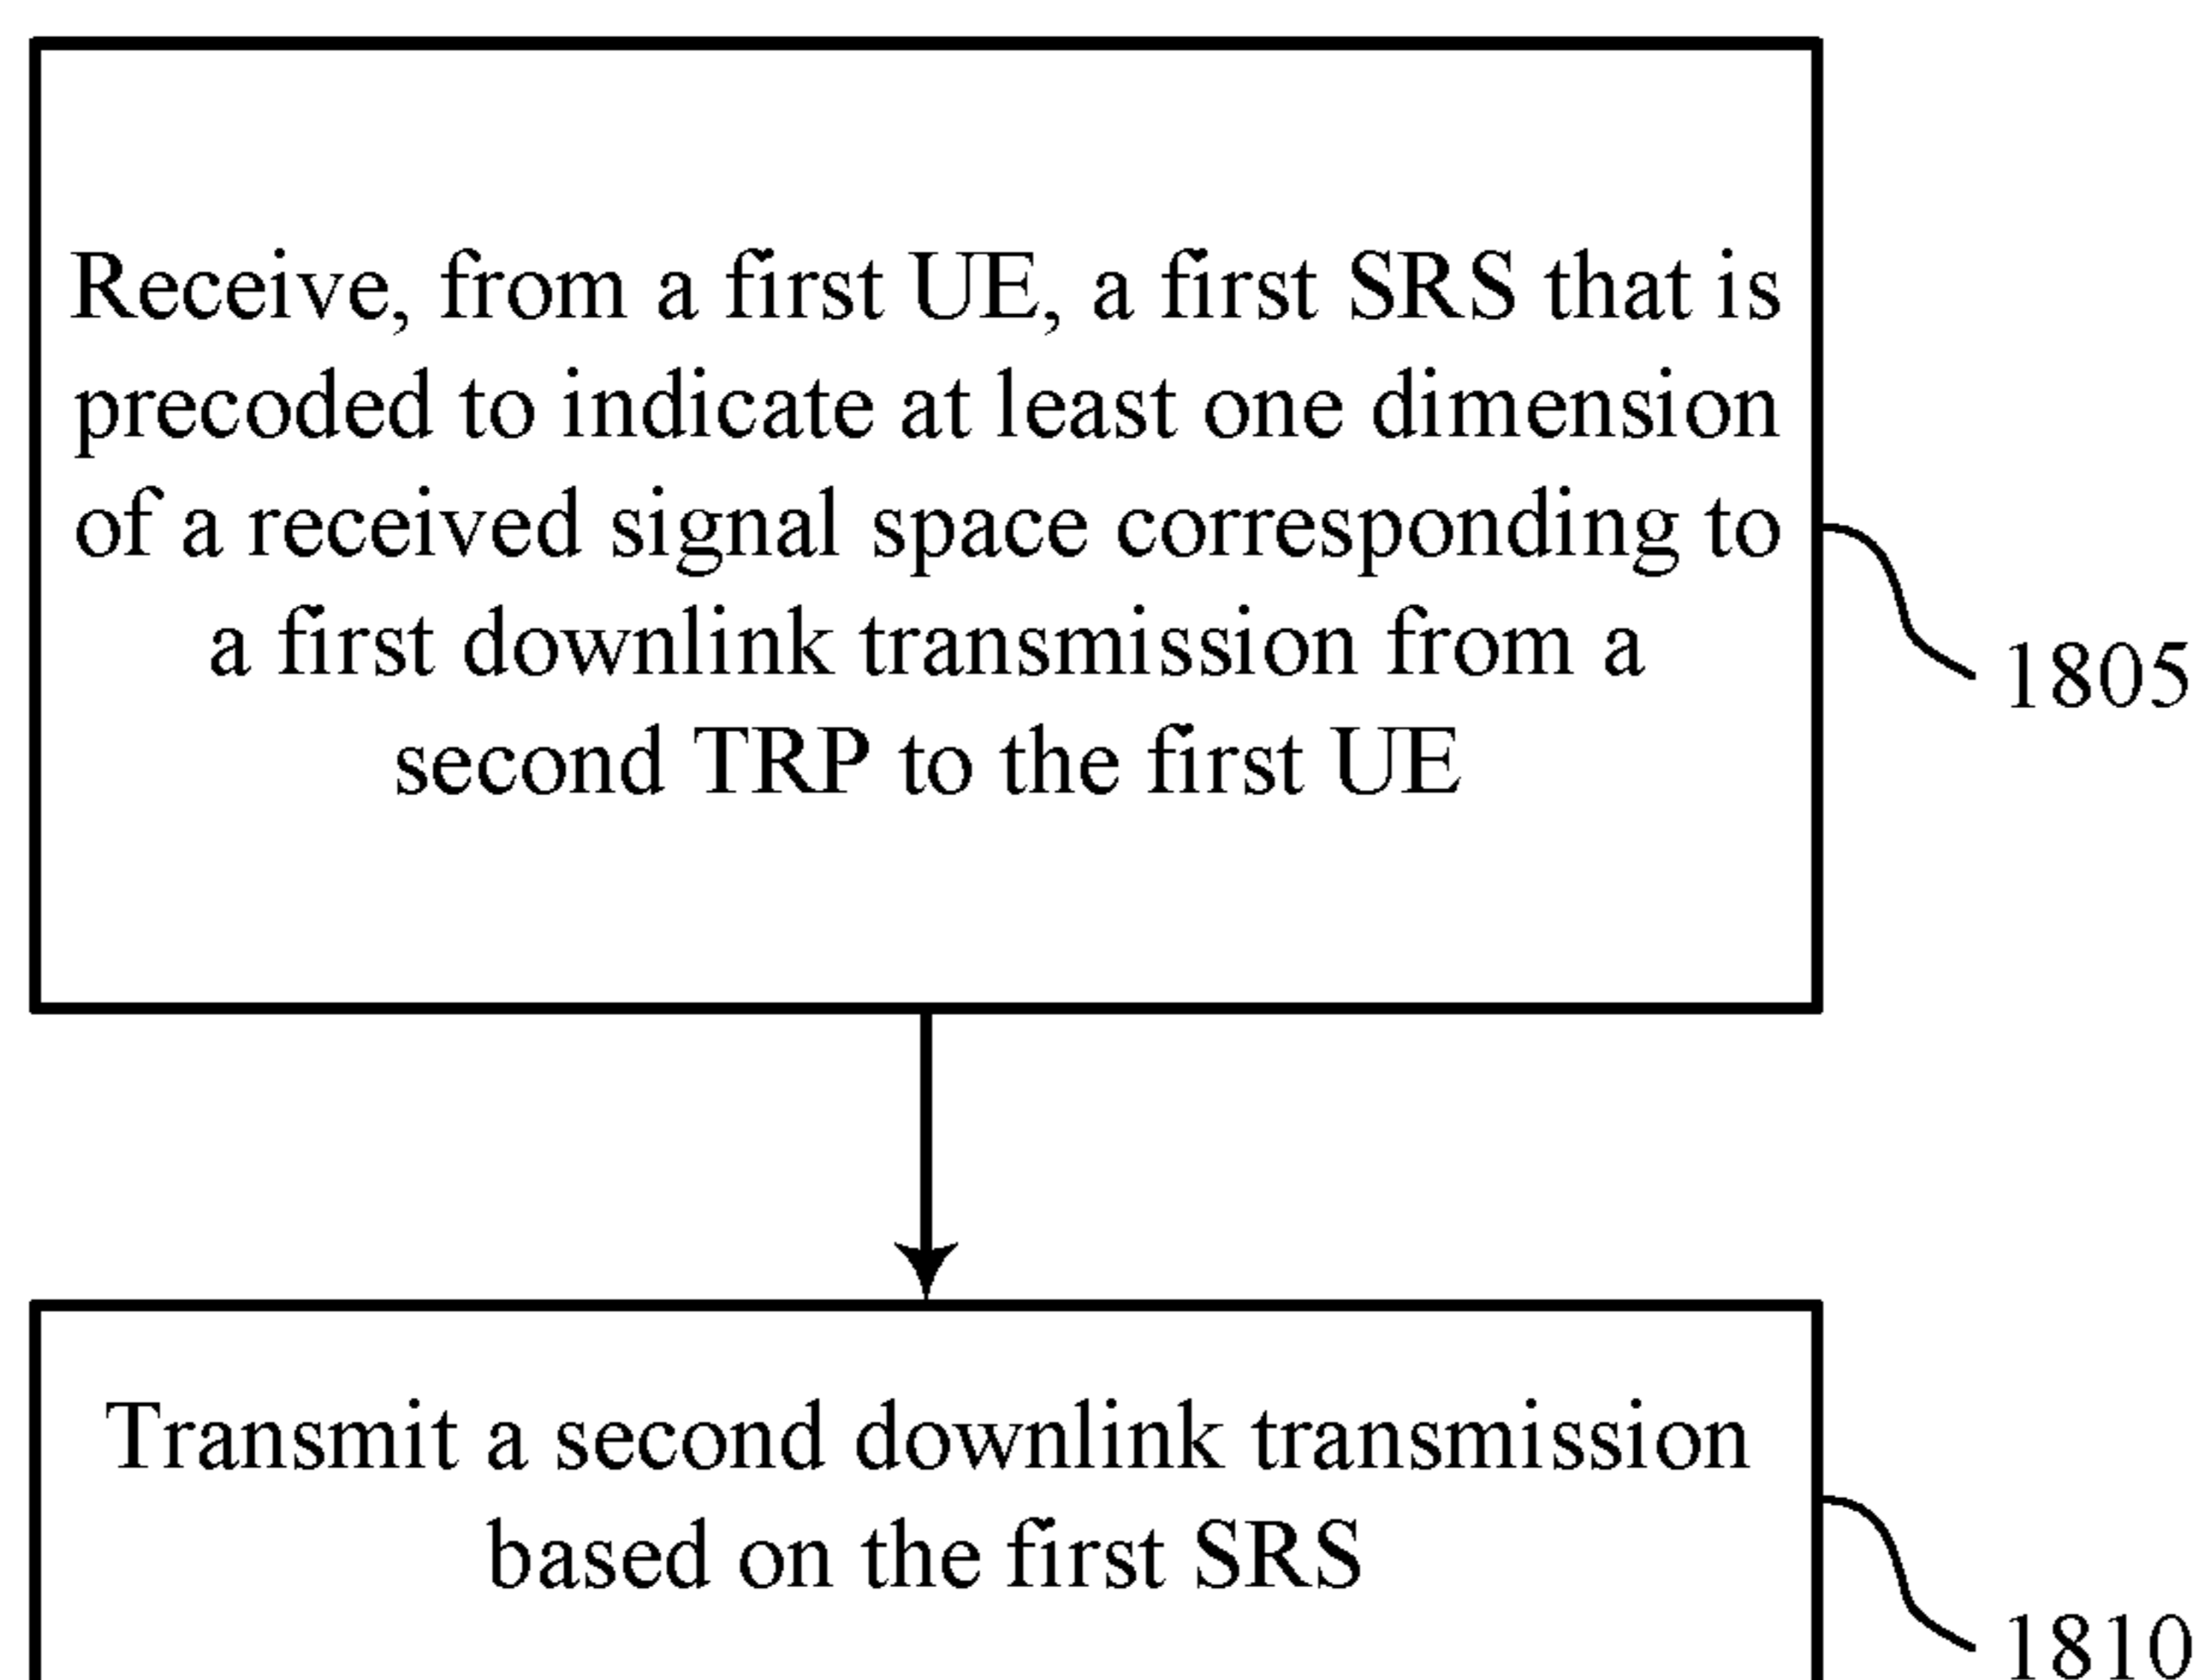 Receive, from a first UE, a first SRS that is
precoded to indicate at least one dimension
of a received signal space corresponding to
a first downlink transmission from a
second TRP to the first UE
1805
Transmit a second downlink transmission
based on the first SRS
1810